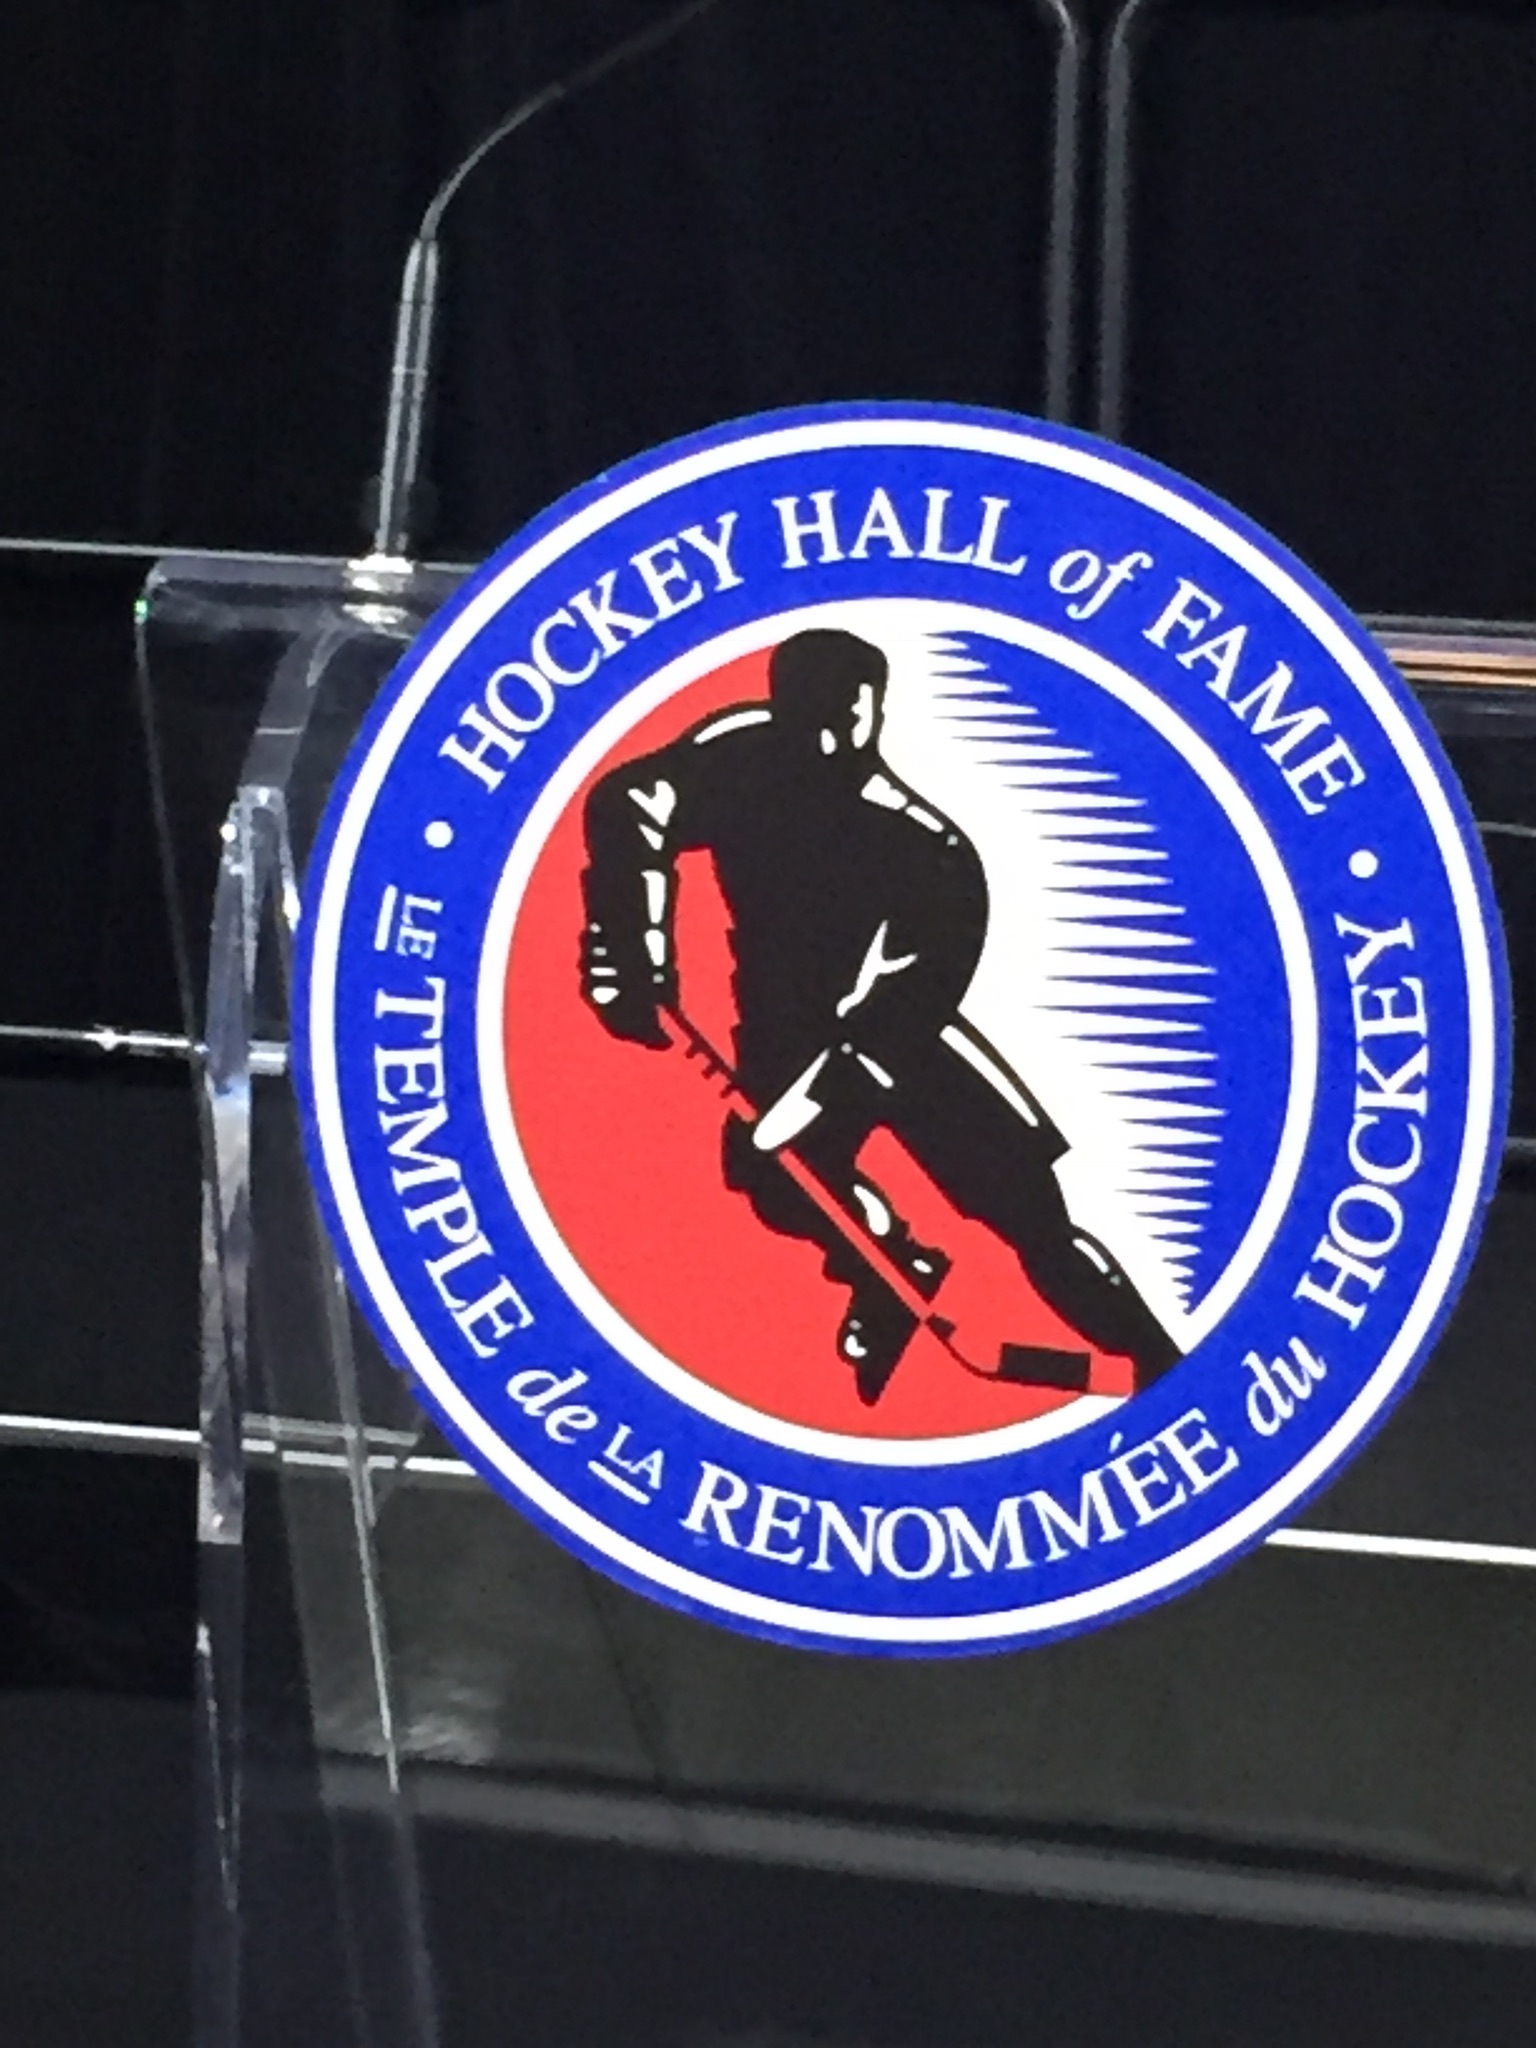 HOCKEY HALL of FAME
LE TEMPLE de LA RENOMMÉE du HOCKEY